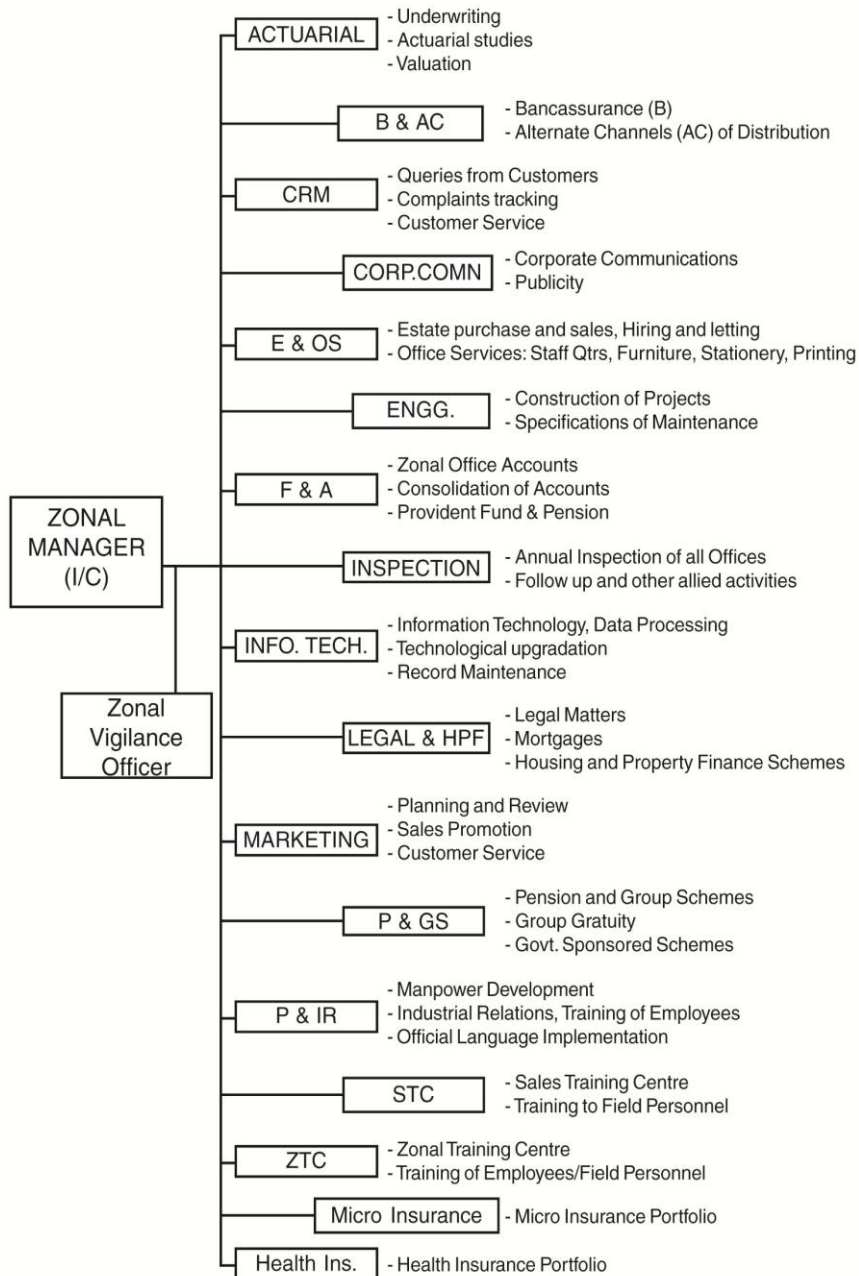 ACTUARIAL
- Underwriting
- Actuarial studies
- Valuation
B & AC
- Bancassurance (B)
- Alternate Channels (AC) of Distribution
CRM
- Queries from Customers
- Complaints tracking
- Customer Service
CORP.COMN
- Corporate Communications
- Publicity
E & OS
- Estate purchase and sales, Hiring and letting
- Office Services: Staff Qtrs, Furniture, Stationery, Printing
ENGG.
- Construction of Projects
- Specifications of Maintenance
F & A
- Zonal Office Accounts
- Consolidation of Accounts
- Provident Fund & Pension
ZONAL
MANAGER
(I/C)
INSPECTION
- Annual Inspection of all Offices
- Follow up and other allied activities
INFO. TECH.
- Information Technology, Data Processing
- Technological upgradation
- Record Maintenance
Zonal
Vigilance
Officer
LEGAL & HPF
- Legal Matters
- Mortgages
- Housing and Property Finance Schemes
MARKETING
- Planning and Review
- Sales Promotion
- Customer Service
P & GS
- Pension and Group Schemes
- Group Gratuity
- Govt. Sponsored Schemes
P & IR
- Manpower Development
- Industrial Relations, Training of Employees
- Official Language Implementation
STC
- Sales Training Centre
- Training to Field Personnel
ZTC
- Zonal Training Centre
- Training of Employees/Field Personnel
Micro Insurance
- Micro Insurance Portfolio
Health Ins.
- Health Insurance Portfolio